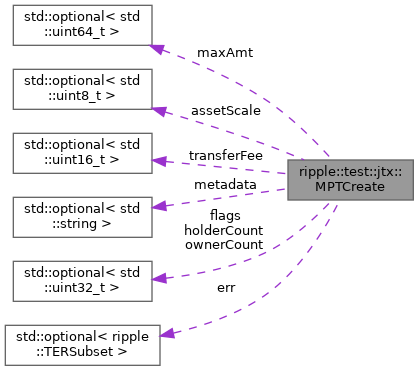 std::optional< std
::uint64_t >
maxAmt
std::optional< std
::uint8_t >
assetScale
std::optional< std
::uint16_t >
transferFee
ripple::test::jtx::
MPTCreate
metadata
std::optional< std
::string >
flags
holderCount
ownerCount
std::optional< std
::uint32_t >
err
std::optional< ripple
::TERSubset >